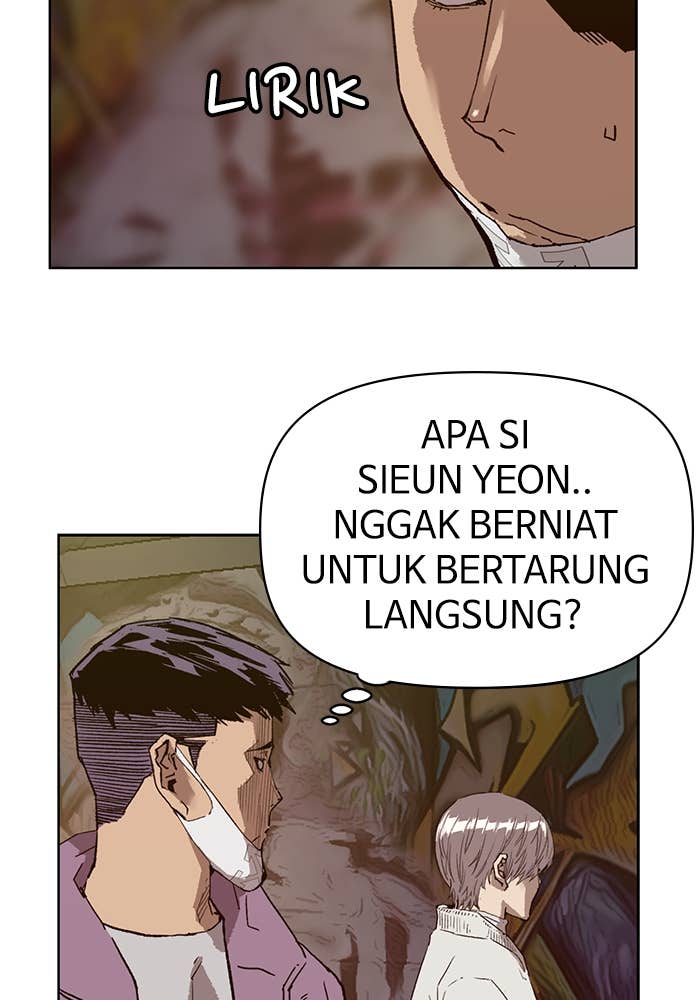 LIRIK
APA SI
SIEUN YEON..
NGGAK BERNIAT
UNTUK BERTARUNG
LANGSUNG?